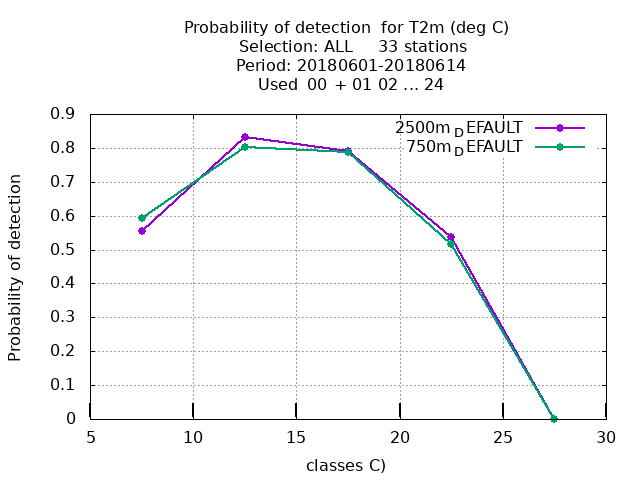 Probability of detection  for T2m (deg C)
Selection: ALL     33 stations
Period: 20180601-20180614
Used  00  + 01 02 ... 24
2500m_DEFAULT
750m_DEFAULT
Probability of detection
0.9
0.8
0.7
0.6
0.5
0.4
0.3
0.2
0.1
0
5 10 15 20 25 30
classes C)